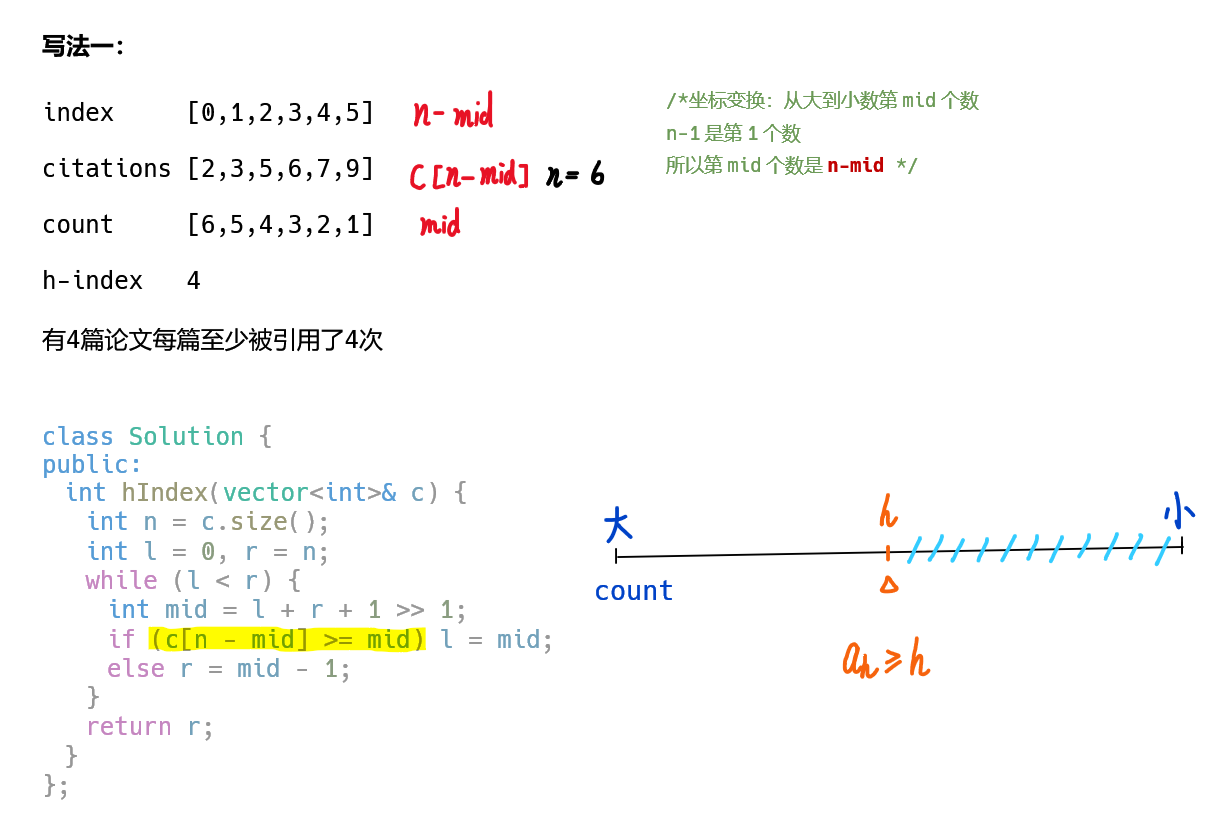 写法一：
index     [0,1,2,3,4,5]  n-mid
/*坐标变换：从大到小数第 mid 个数
n-1 是第 1 个数
citations [2,3,5,6,7,9]  C[n-mid] n=6
所以第 mid 个数是 n-mid */
count     [6,5,4,3,2,1]  mid
h-index   4
有4篇论文每篇至少被引用了4次
class Solution {
public:
  int hIndex(vector<int>& c) {
    int n = c.size();
    int l = 0, r = n;
    while (l < r) {
      int mid = l + r + 1 >> 1;
      if (c[n - mid] >= mid) l = mid;
      else r = mid - 1;
    }
    return r;
  }
};
大 h 小
count
a_h ≥ h